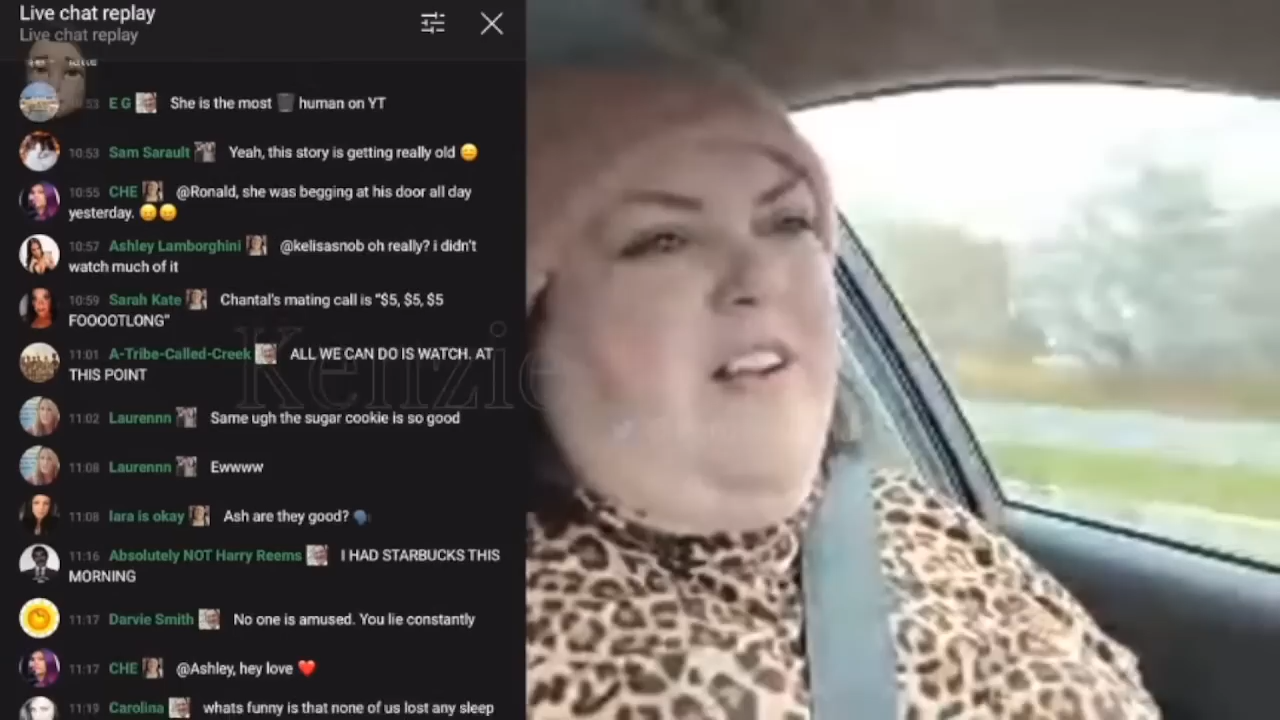 Live chat replay
Live chat replay
E G She is the most 🗑️ human on YT
10:53 Sam Sarault Yeah, this story is getting really old 😑
10:55 CHE @Ronald, she was begging at his door all day
yesterday. 😑😑
10:57 Ashley Lamborghini @kelisasnob oh really? i didn't
watch much of it
10:59 Sarah Kate Chantal's mating call is "$5, $5, $5
FOOOOTLONG"
11:01 A-Tribe-Called-Creek ALL WE CAN DO IS WATCH. AT
THIS POINT
Kenzie
11:02 Laurennn Same ugh the sugar cookie is so good
11:08 Laurennn Ewwww
11:08 lara is okay Ash are they good? 🗣️
11:16 Absolutely NOT Harry Reems I HAD STARBUCKS THIS
MORNING
11:17 Darvie Smith No one is amused. You lie constantly
11:17 CHE @Ashley, hey love ❤️
11:19 Carolina whats funny is that none of us lost any sleep